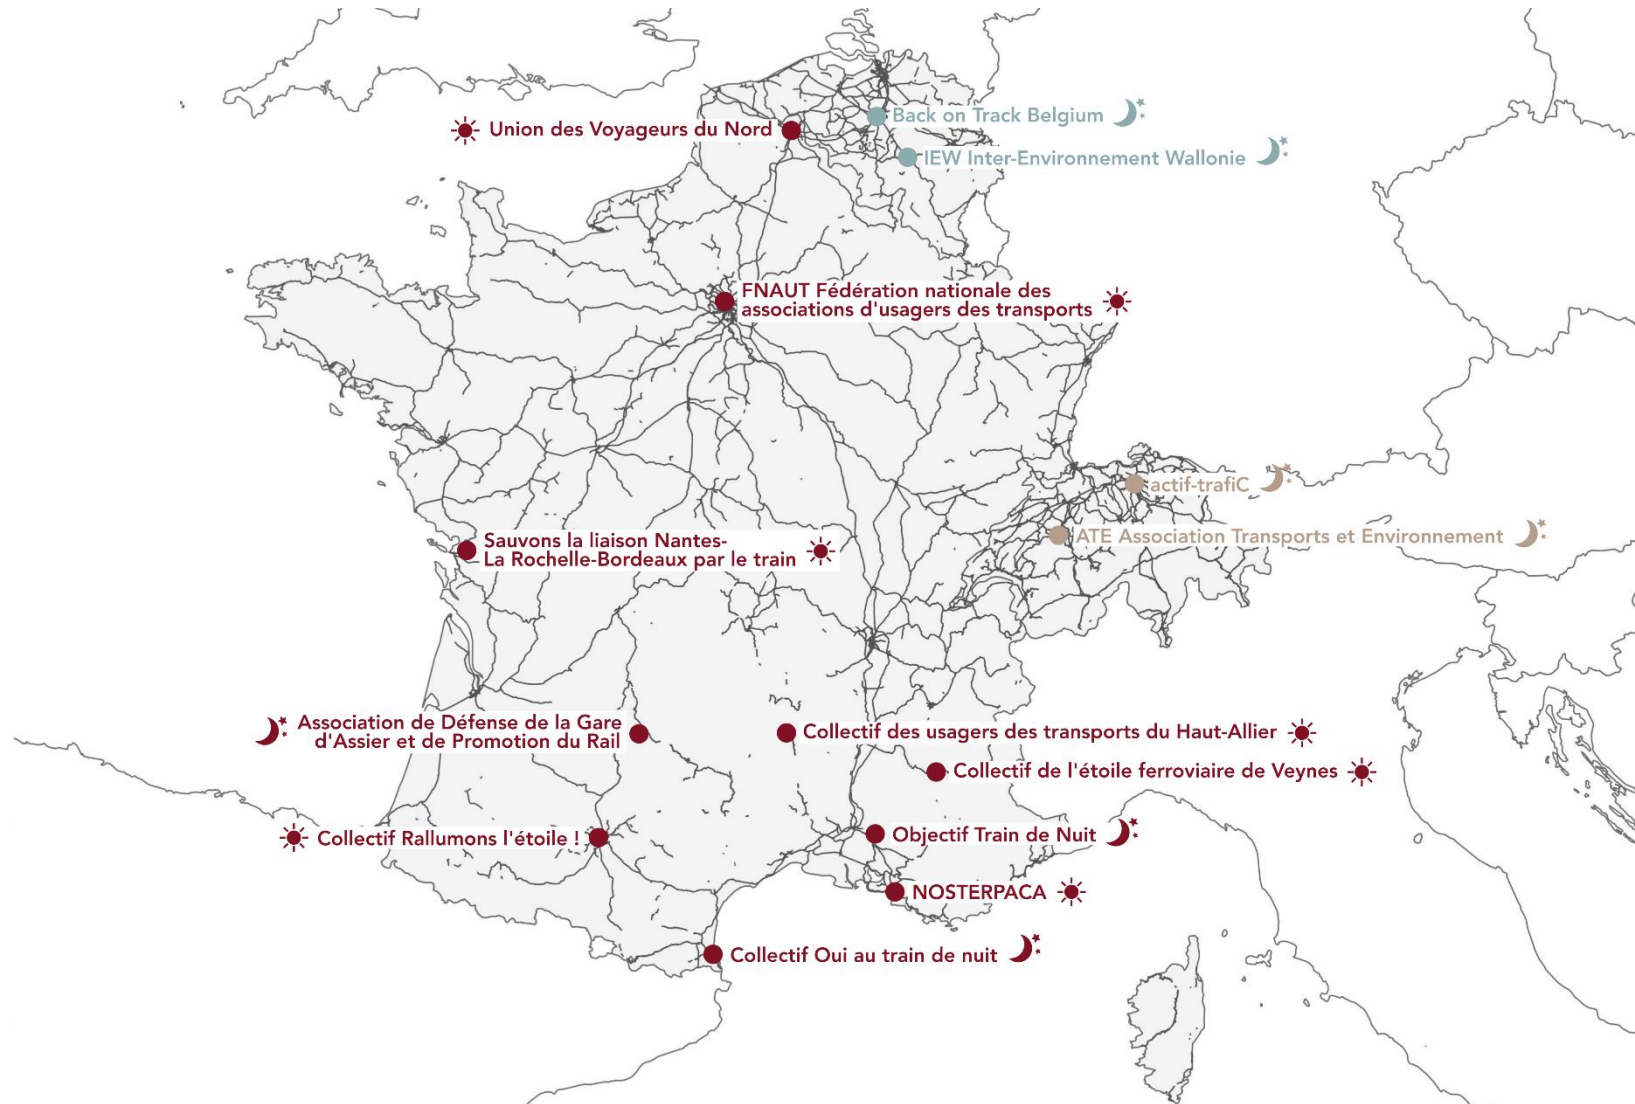 Back on Track Belgium
Union des Voyageurs du Nord
IEW Inter-Environnement Wallonie
FNAUT Fédération nationale des
associations d'usagers des transports
actif-trafiC
ATE Association Transports et Environnement
Sauvons la liaison Nantes-
La Rochelle-Bordeaux par le train
Association de Défense de la Gare
d'Assier et de Promotion du Rail
Collectif des usagers des transports du Haut-Allier
Collectif de l'étoile ferroviaire de Veynes
Collectif Rallumons l'étoile !
Objectif Train de Nuit
NOSTERPACA
Collectif Oui au train de nuit